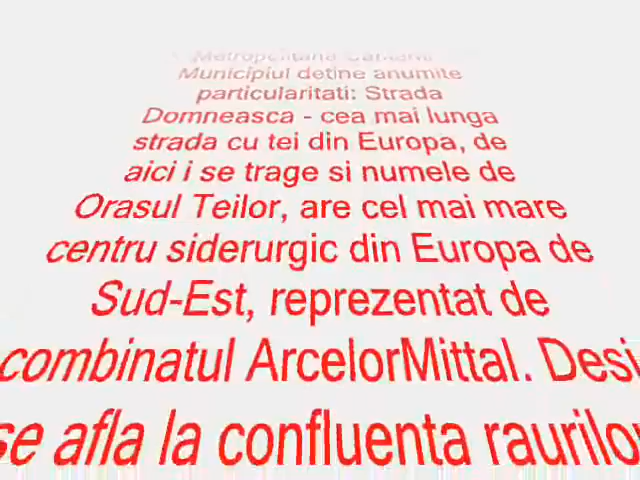 Metropolitana
Municipiul detine anumite
particularitati: Strada
Domneasca - cea mai lunga
strada cu tei din Europa, de
aici i se trage si numele de
Orasul Teilor, are cel mai mare
centru siderurgic din Europa de
Sud-Est, reprezentat de
combinatul ArcelorMittal. Desi
se afla la confluenta raurilo